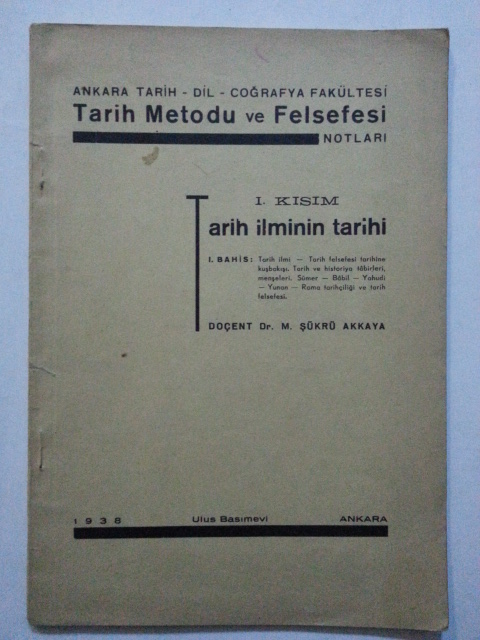 ANKARA TARİH - DİL - COĞRAFYA FAKÜLTESİ
Tarih Metodu ve Felsefesi
NOTLARI
I. KISIM
Tarih ilminin tarihi
I. BAHİS: Tarih ilmi — Tarih felsefesi tarihine
kuşbakışı. Tarih ve historiya tâbirleri,
menşeleri. Sümer — Bâbil — Yahudi
— Yunan — Roma tarihçiliği ve tarih
felsefesi.
DOÇENT Dr. M. ŞÜKRÜ AKKAYA
1938 Ulus Basımevi ANKARA